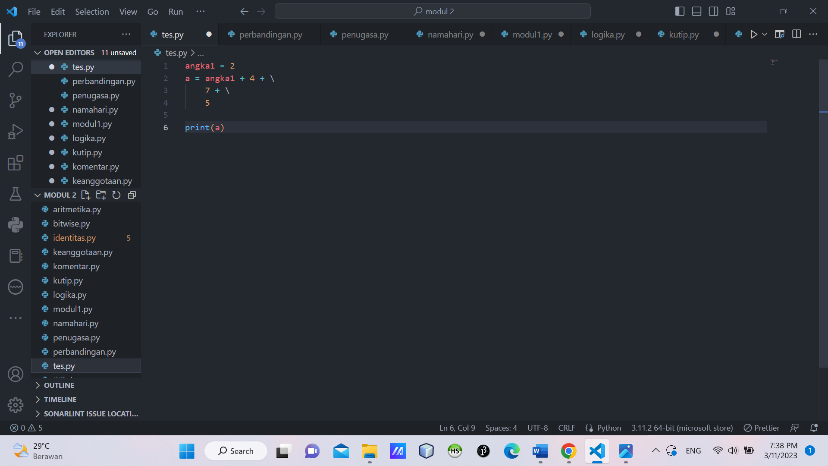 File Edit Selection View Go Run ···
modul 2
EXPLORER ···
OPEN EDITORS 11 unsaved
tes.py
perbandingan.py
penugasa.py
namahari.py
modul1.py
logika.py
kutip.py
komentar.py
keanggotaan.py
MODUL 2
aritmetika.py
bitwise.py
identitas.py 5
keanggotaan.py
komentar.py
kutip.py
logika.py
modul1.py
namahari.py
penugasa.py
perbandingan.py
tes.py
OUTLINE
TIMELINE
SONARLINT ISSUE LOCATI...
tes.py perbandingan.py penugasa.py namahari.py modul1.py logika.py kutip.py
tes.py > ...
1 angka1 = 2
2 a = angka1 + 4 + \
3 7 + \
4 5
5
6 print(a)
11
0 5 Ln 6, Col 9 Spaces: 4 UTF-8 CRLF Python 3.11.2 64-bit (microsoft store) Prettier
29°C
Berawan
Search
ENG
7:38 PM
3/11/2023
1